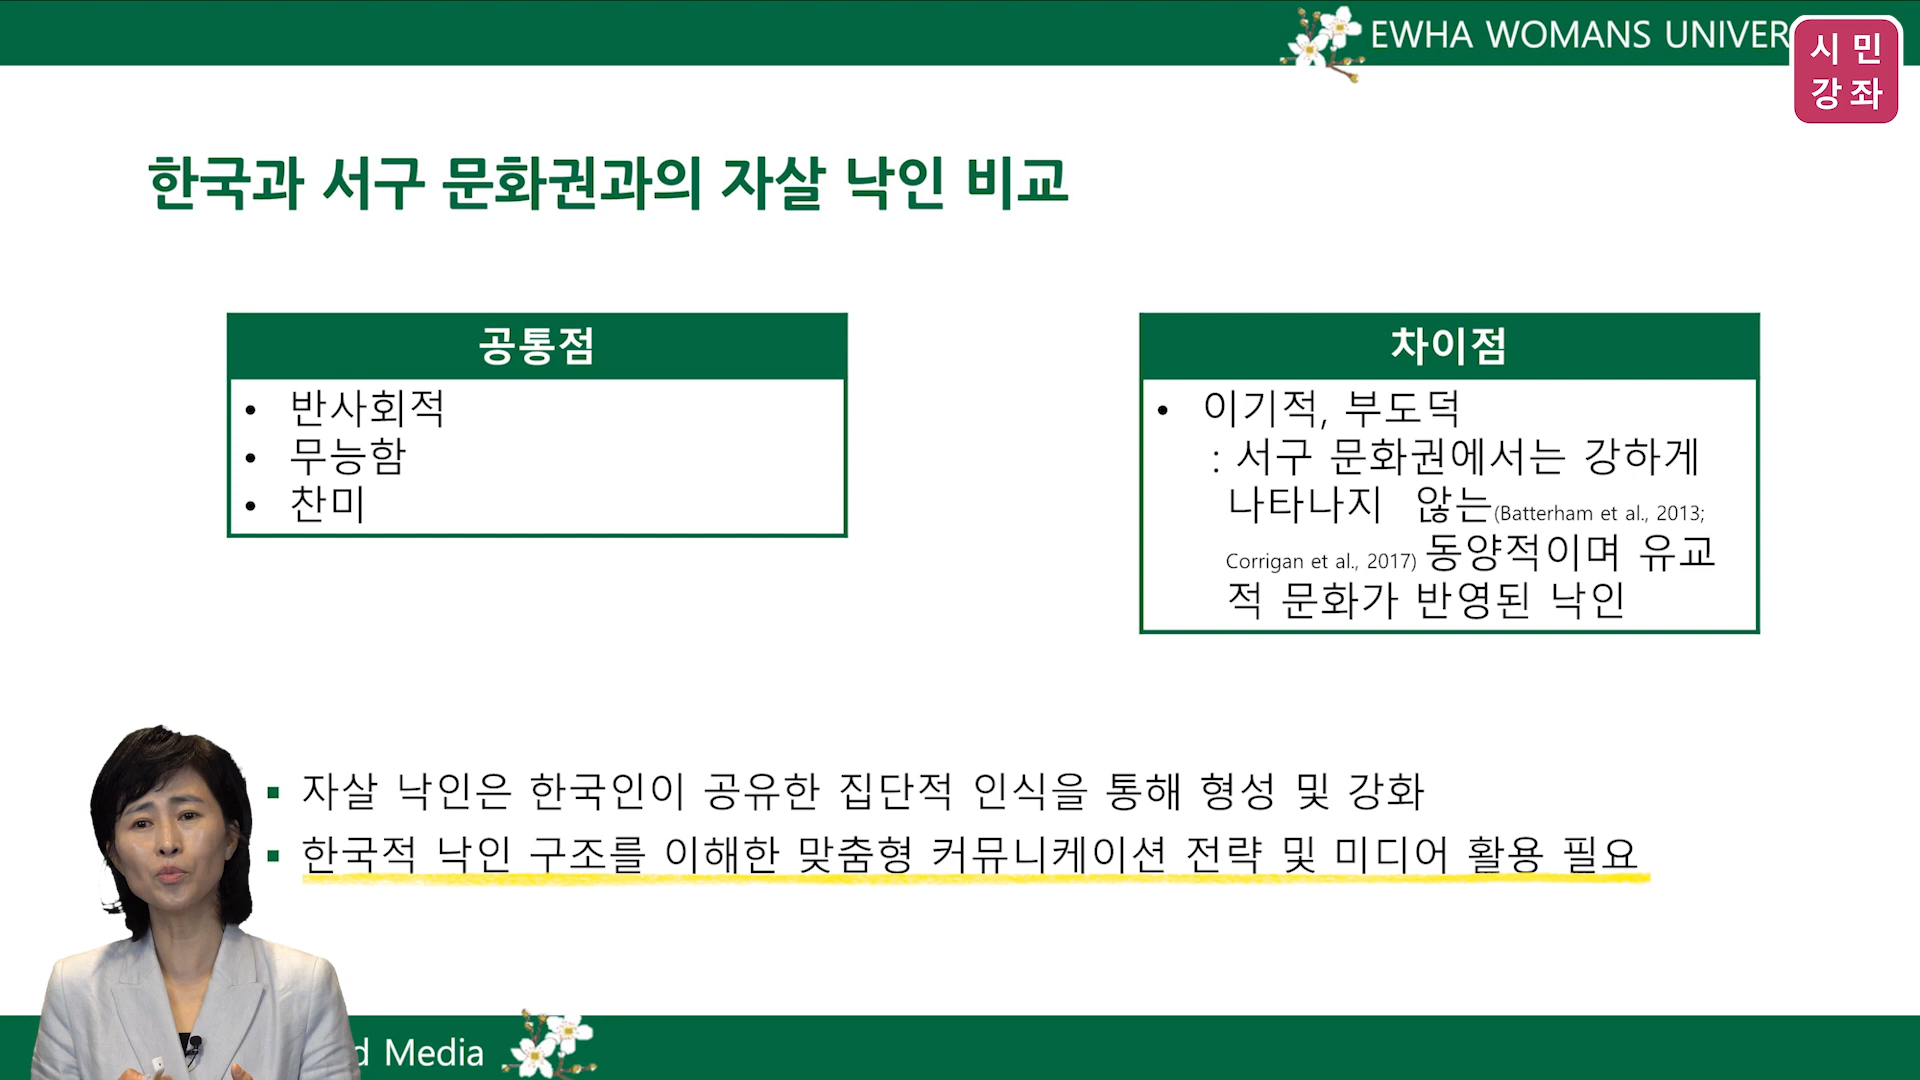 EWHA WOMANS UNIVER
시민
강좌
한국과 서구 문화권과의 자살 낙인 비교
공통점
• 반사회적
• 무능함
• 찬미
차이점
• 이기적, 부도덕
: 서구 문화권에서는 강하게
나타나지 않는(Batterham et al., 2013;
Corrigan et al., 2017) 동양적이며 유교
적 문화가 반영된 낙인
▪ 자살 낙인은 한국인이 공유한 집단적 인식을 통해 형성 및 강화
▪ 한국적 낙인 구조를 이해한 맞춤형 커뮤니케이션 전략 및 미디어 활용 필요
d Media